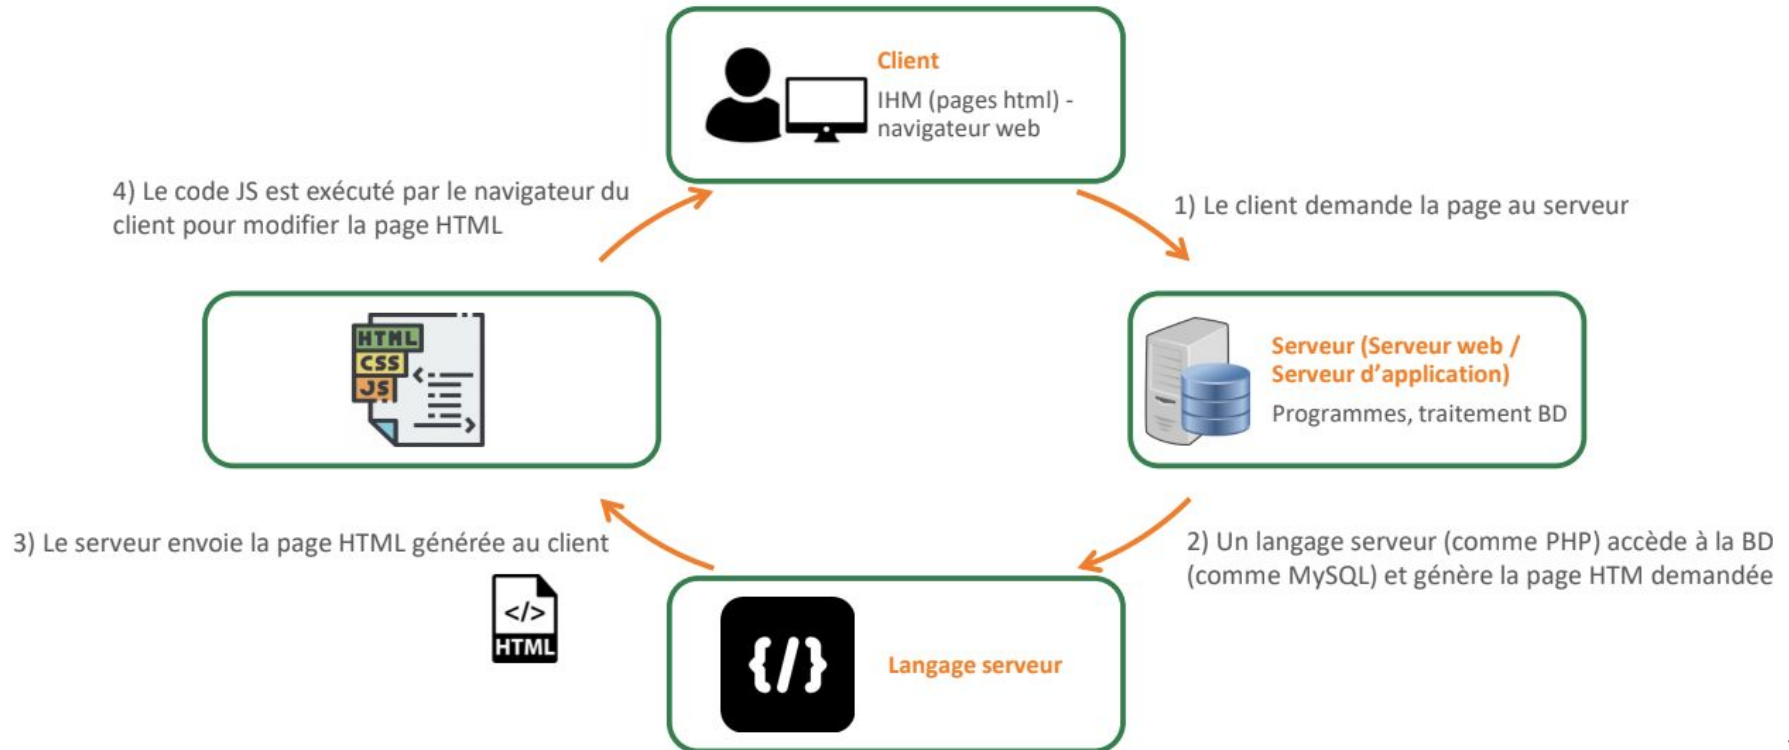 Client
IHM (pages html) -
navigateur web
4) Le code JS est exécuté par le navigateur du
client pour modifier la page HTML
1) Le client demande la page au serveur
HTML
CSS
JS
Serveur (Serveur web /
Serveur d’application)
Programmes, traitement BD
3) Le serveur envoie la page HTML générée au client
2) Un langage serveur (comme PHP) accède à la BD
(comme MySQL) et génère la page HTM demandée
</>
HTML
{/}
Langage serveur